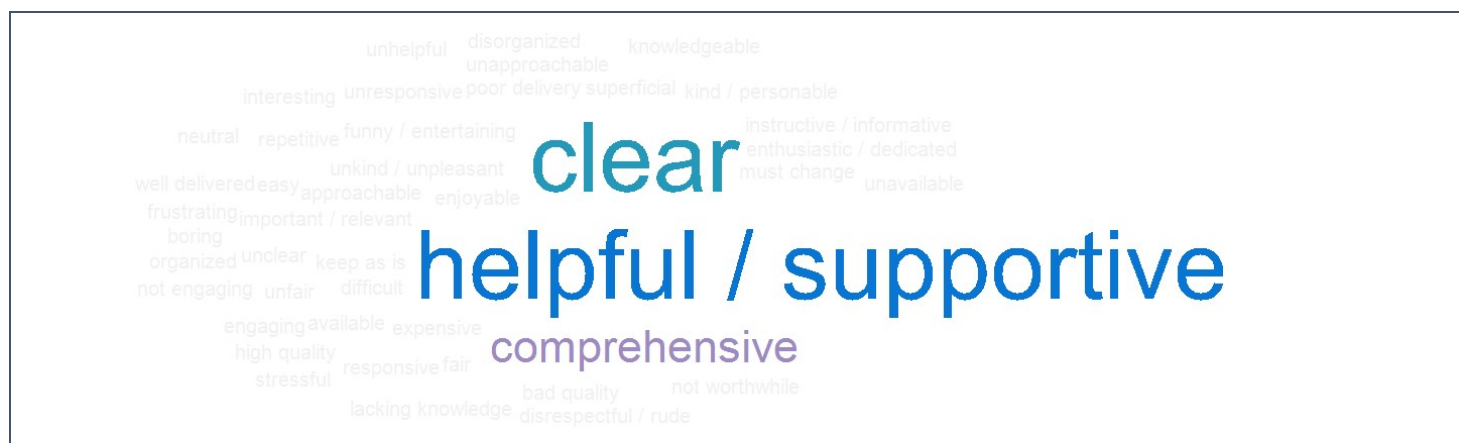 unhelpful disorganized knowledgeable
unapproachable
interesting unresponsive poor delivery superficial kind / personable
neutral repetitive funny / entertaining instructive / informative
clear
enthusiastic / dedicated
unkind / unpleasant must change unavailable
well delivered easy approachable enjoyable
frustrating important / relevant
boring
helpful / supportive
organized unclear keep as is
not engaging unfair difficult
engaging available expensive
comprehensive
high quality responsive fair
stressful bad quality not worthwhile
lacking knowledge disrespectful / rude